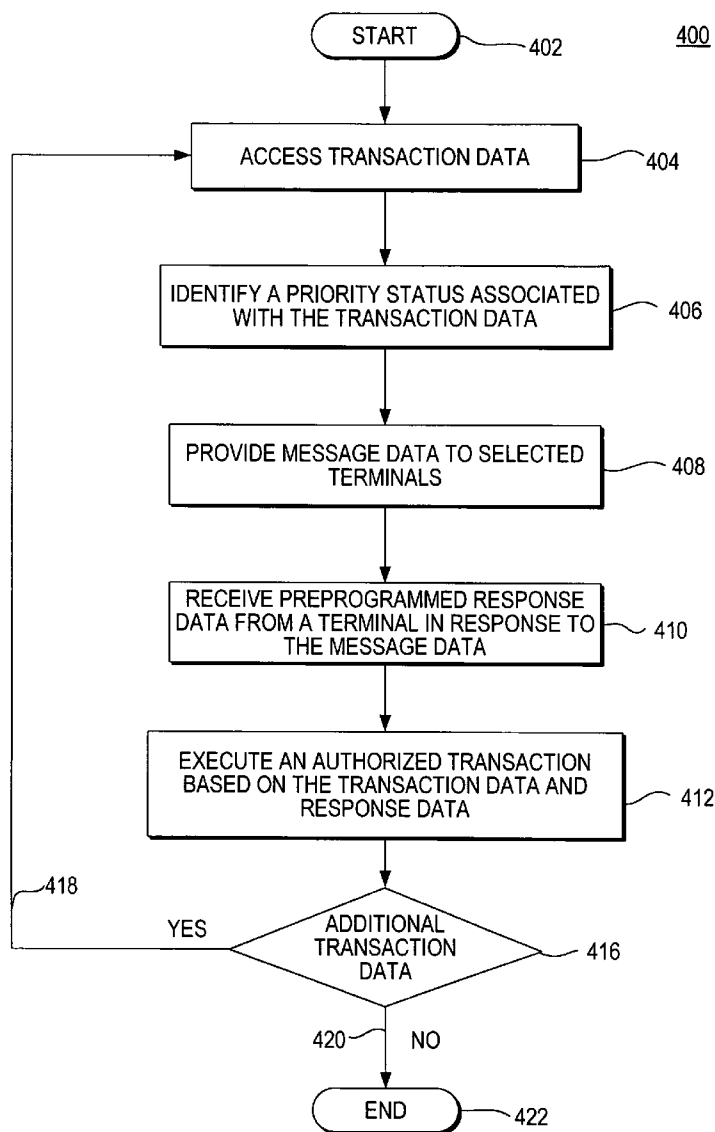 START
402
400
ACCESS TRANSACTION DATA
404
IDENTIFY A PRIORITY STATUS ASSOCIATED
WITH THE TRANSACTION DATA
406
PROVIDE MESSAGE DATA TO SELECTED
TERMINALS
408
RECEIVE PREPROGRAMMED RESPONSE
DATA FROM A TERMINAL IN RESPONSE TO
THE MESSAGE DATA
410
EXECUTE AN AUTHORIZED TRANSACTION
BASED ON THE TRANSACTION DATA AND
RESPONSE DATA
412
418
YES
ADDITIONAL
TRANSACTION
DATA
416
420
NO
END
422